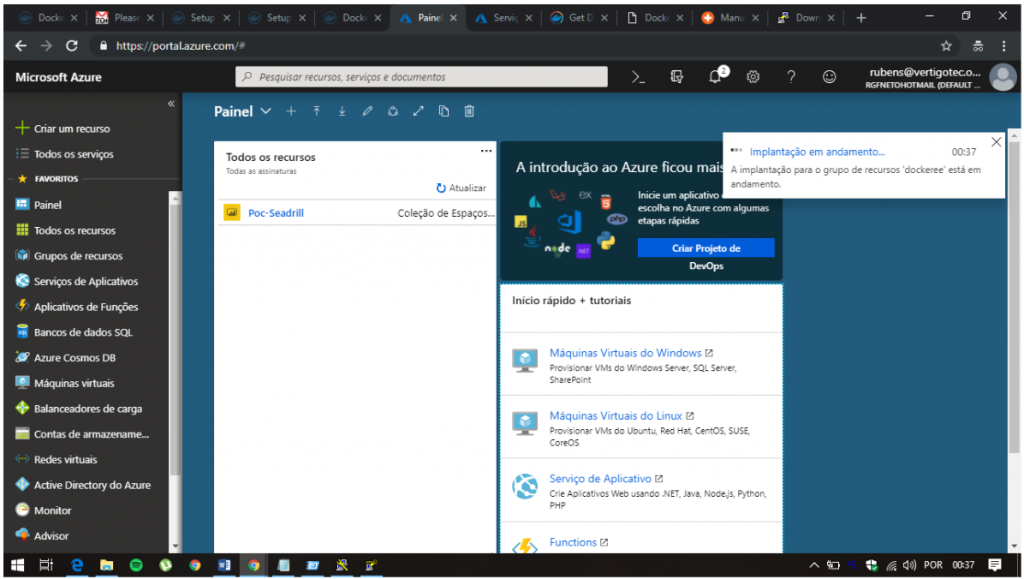 Docke
Please
Setup
Setup
Docke
Painel
Serviç
Get D
Docke
Manu
Down
https://portal.azure.com/#
Microsoft Azure
Pesquisar recursos, serviços e documentos
2
rubens@vertigotec.o...
RGFNETOHOTMAIL (DEFAULT ...
Criar um recurso
Todos os serviços
FAVORITOS
Painel
Todos os recursos
Grupos de recursos
Serviços de Aplicativos
Aplicativos de Funções
Bancos de dados SQL
Azure Cosmos DB
Máquinas virtuais
Balanceadores de carga
Contas de armazename...
Redes virtuais
Active Directory do Azure
Monitor
Advisor
Painel
Todos os recursos
Todas as assinaturas
Atualizar
Poc-Seadrill
Coleção de Espaços...
A introdução ao Azure ficou mais
Inicie um aplicativo
escolha no Azure com algumas
etapas rápidas
Criar Projeto de
DevOps
ex
JS
php
node
.NET
Implantação em andamento...
00:37
A implantação para o grupo de recursos 'dockeree' está em
andamento.
Início rápido + tutoriais
Máquinas Virtuais do Windows
Provisionar VMs do Windows Server, SQL Server,
SharePoint
Máquinas Virtuais do Linux
Provisionar VMs do Ubuntu, Red Hat, CentOS, SUSE,
CoreOS
Serviço de Aplicativo
Crie Aplicativos Web usando .NET, Java, Node.js, Python,
PHP
Functions
POR
00:37